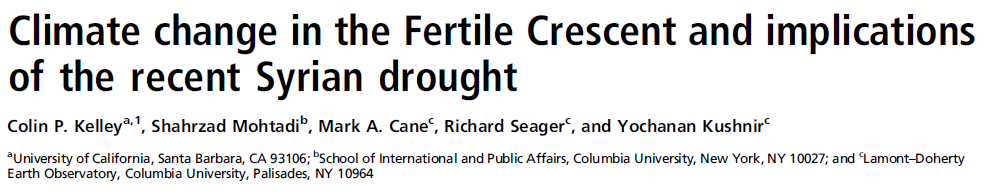 Climate change in the Fertile Crescent and implications
of the recent Syrian drought
Colin P. Kelleyᵃ,¹, Shahrzad Mohtadiᵇ, Mark A. Caneᶜ, Richard Seagerᶜ, and Yochanan Kushnirᶜ
ᵃUniversity of California, Santa Barbara, CA 93106; ᵇSchool of International and Public Affairs, Columbia University, New York, NY 10027; and ᶜLamont–Doherty
Earth Observatory, Columbia University, Palisades, NY 10964